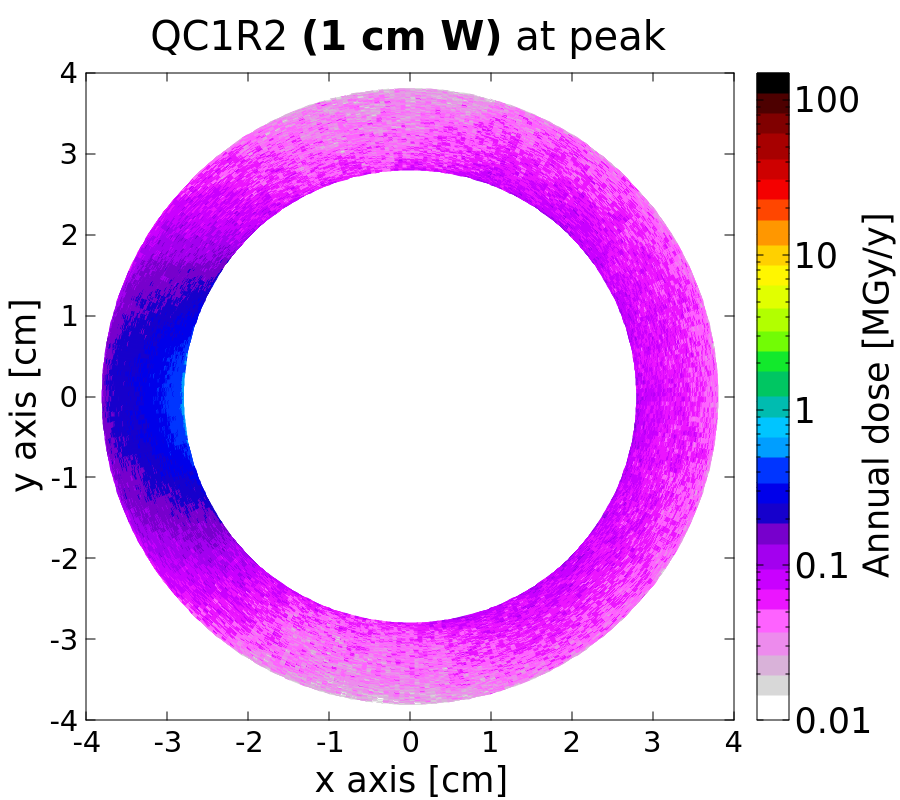 QC1R2 (1 cm W) at peak
4
3
2
1
0
-1
-2
-3
-4
y axis [cm]
-4 -3 -2 -1 0 1 2 3 4
x axis [cm]
100
10
1
0.1
0.01
Annual dose [MGy/y]